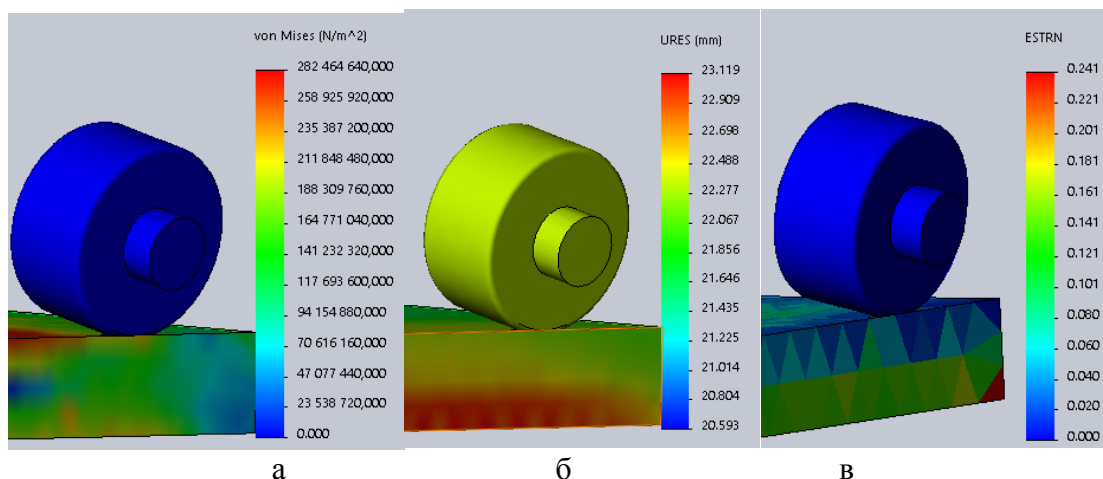 von Mises (N/m^2)
282 464 640,000
258 925 920,000
235 387 200,000
211 848 480,000
188 309 760,000
164 771 040,000
141 232 320,000
117 693 600,000
94 154 880,000
70 616 160,000
47 077 440,000
23 538 720,000
0.000
URES (mm)
23.119
22.909
22.698
22.488
22.277
22.067
21.856
21.646
21.435
21.225
21.014
20.804
20.593
ESTRN
0.241
0.221
0.201
0.181
0.161
0.141
0.120
0.100
0.080
0.060
0.040
0.020
0.000
а
б
в